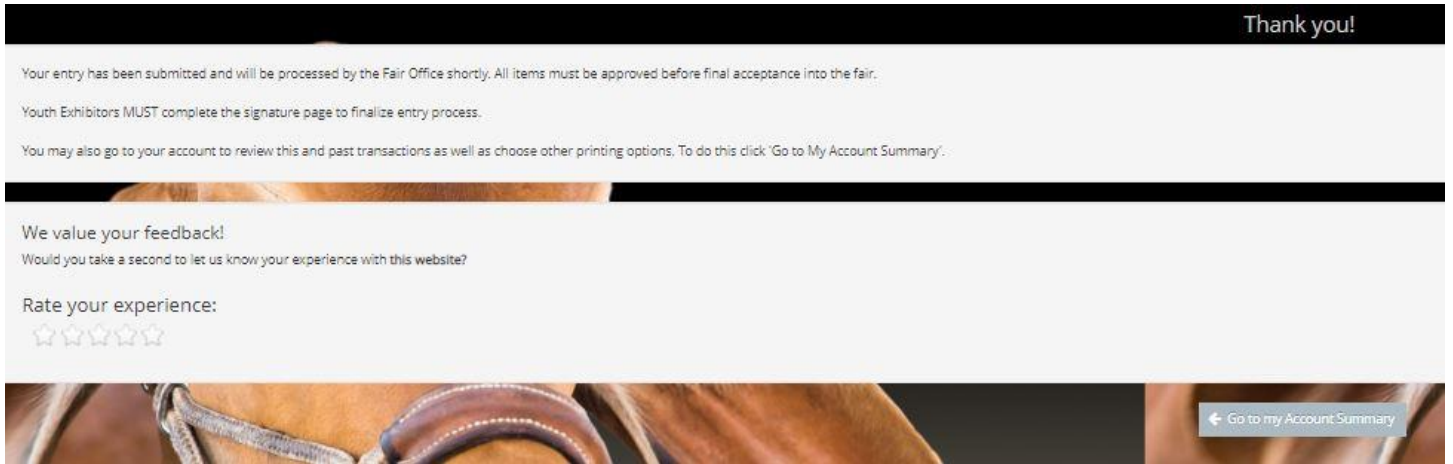 Thank you!
Your entry has been submitted and will be processed by the Fair Office shortly. All items must be approved before final acceptance into the fair.
Youth Exhibitors MUST complete the signature page to finalize entry process.
You may also go to your account to review this and past transactions as well as choose other printing options. To do this click 'Go to My Account Summary'.
We value your feedback!
Would you take a second to let us know your experience with this website?
Rate your experience:
Go to my Account Summary